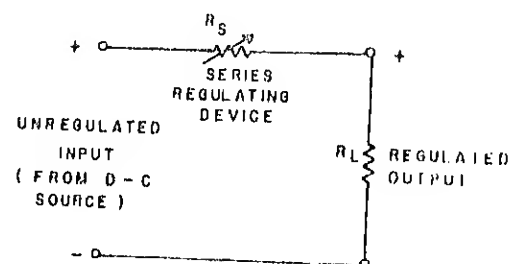 R_S
+
+
SERIES
REGULATING
DEVICE
UNREGULATED
INPUT
( FROM D-C
SOURCE )
R_L
REGULATED
OUTPUT
-